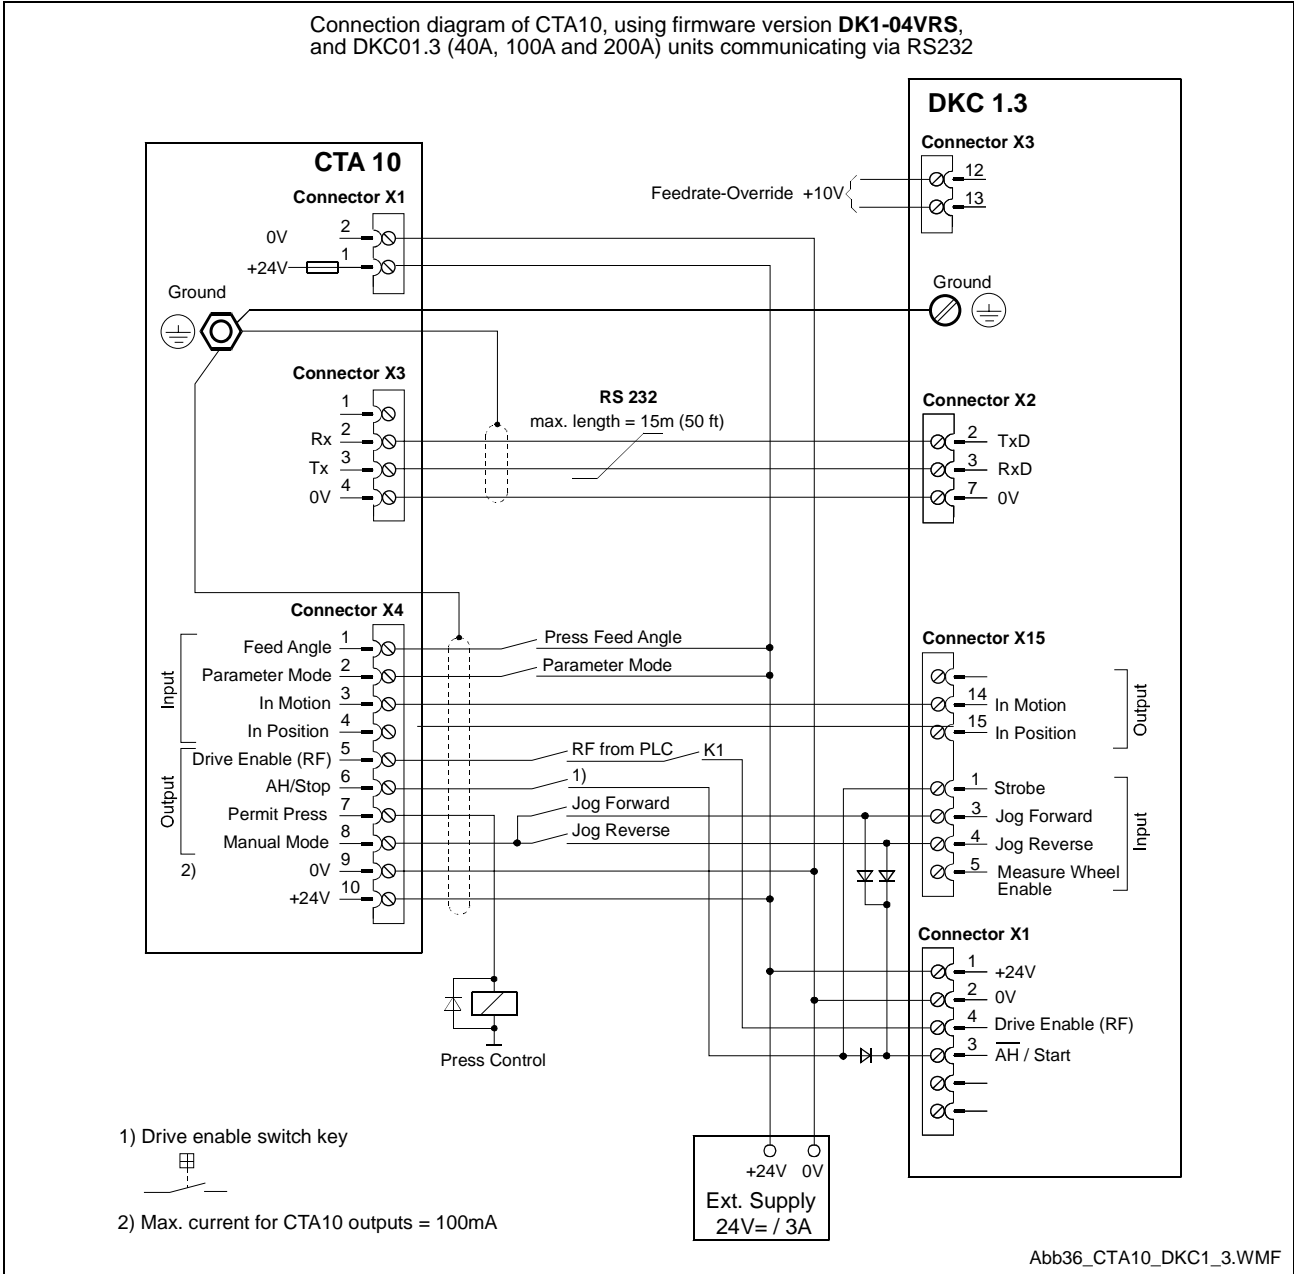 Connection diagram of CTA10, using firmware version DK1-04VRS,
and DKC01.3 (40A, 100A and 200A) units communicating via RS232
CTA 10
Connector X1
0V 2
+24V 1
Ground
Connector X3
1
Rx 2
Tx 3
0V 4
Connector X4
Input
Feed Angle 1
Parameter Mode 2
In Motion 3
In Position 4
Output
2)
Drive Enable (RF) 5
AH/Stop 6
Permit Press 7
Manual Mode 8
0V 9
+24V 10
Feedrate-Override +10V
RS 232
max. length = 15m (50 ft)
Press Feed Angle
Parameter Mode
RF from PLC K1
1)
Jog Forward
Jog Reverse
Press Control
DKC 1.3
Connector X3
12
13
Ground
Connector X2
2 TxD
3 RxD
7 0V
Connector X15
14 In Motion
15 In Position
Output
1 Strobe
3 Jog Forward
4 Jog Reverse
5 Measure Wheel
Enable
Input
Connector X1
1 +24V
2 0V
4 Drive Enable (RF)
3 AH / Start
+24V 0V
Ext. Supply
24V= / 3A
1) Drive enable switch key
2) Max. current for CTA10 outputs = 100mA
Abb36_CTA10_DKC1_3.WMF